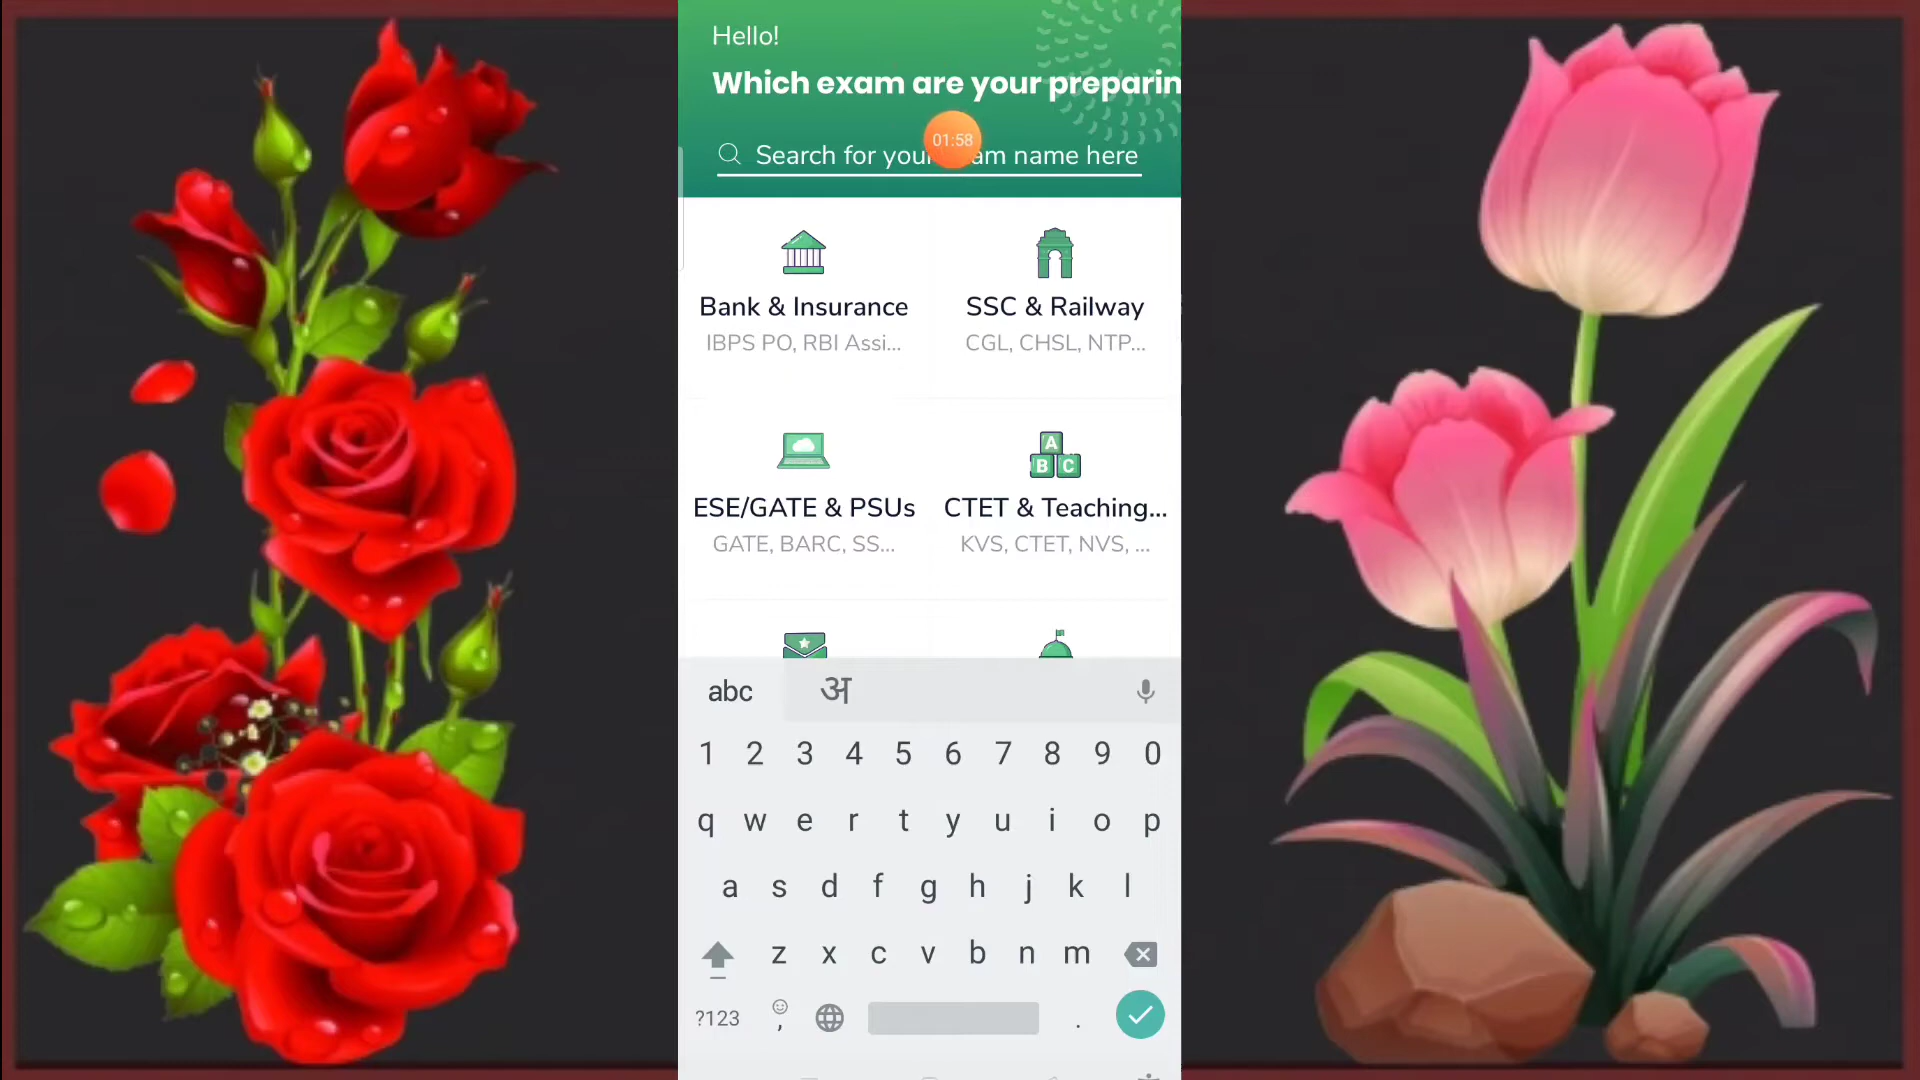 Hello!
Which exam are your preparin
01:58
Search for your am name here
Bank & Insurance
SSC & Railway
IBPS PO, RBI Assi...
CGL, CHSL, NTP...
A
B C
ESE/GATE & PSUs
CTET & Teaching...
GATE, BARC, SS...
KVS, CTET, NVS, ...
abc अ
1 2 3 4 5 6 7 8 9 0
q w e r t y u i o p
a s d f g h j k l
z x c v b n m
?123 , .